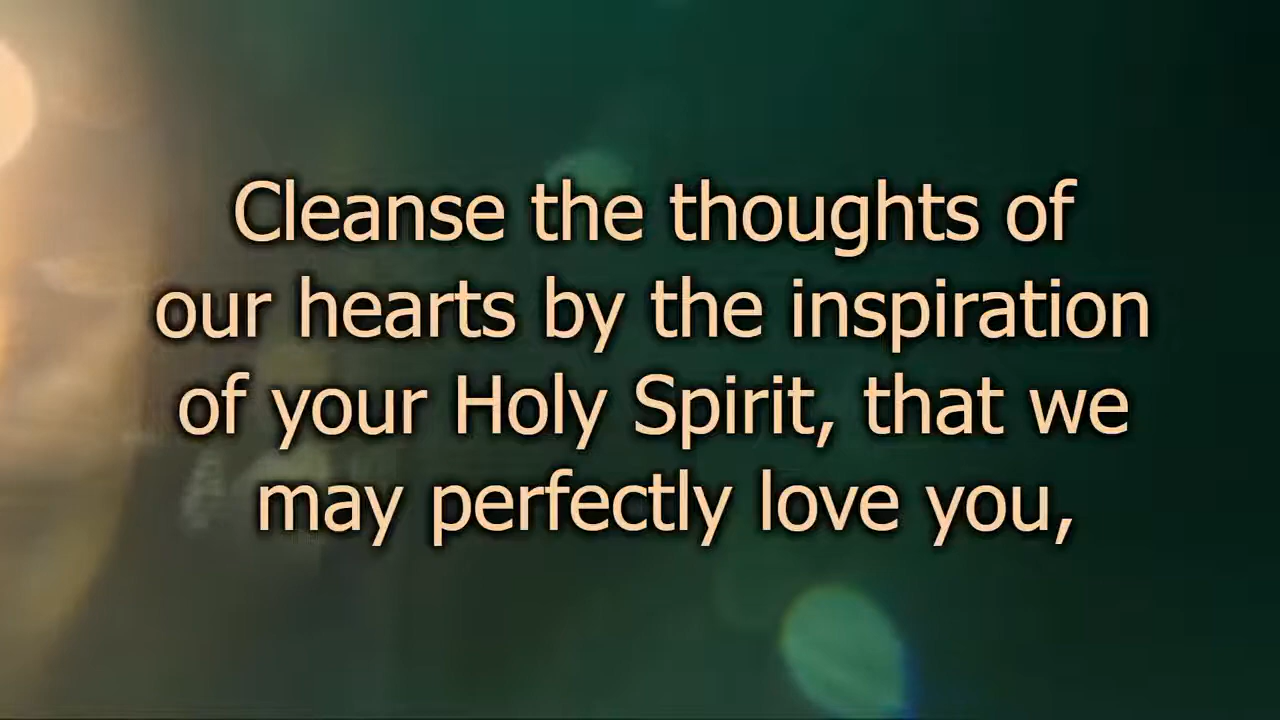 Cleanse the thoughts of
our hearts by the inspiration
of your Holy Spirit, that we
may perfectly love you,